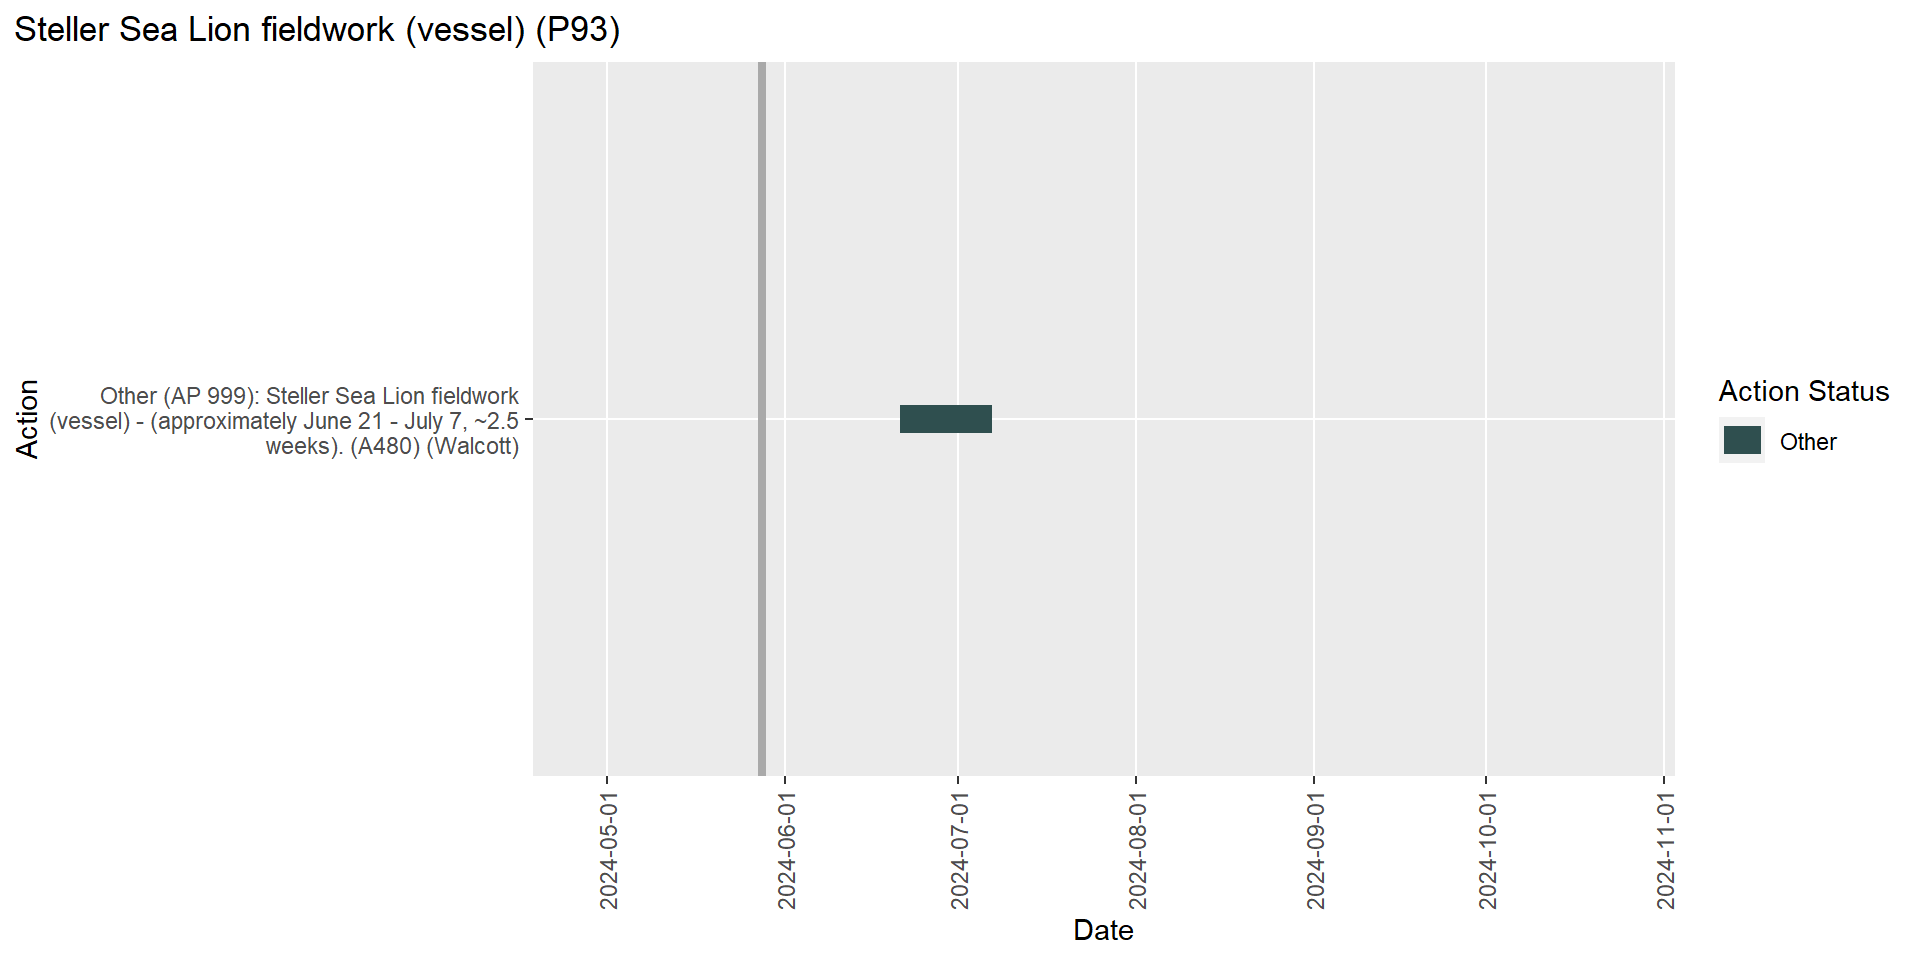 Steller Sea Lion fieldwork (vessel) (P93)
Action
Other (AP 999): Steller Sea Lion fieldwork
(vessel) - (approximately June 21 - July 7, ~2.5
weeks). (A480) (Walcott)
Action Status
Other
2024-05-01
2024-06-01
2024-07-01
2024-08-01
2024-09-01
2024-10-01
2024-11-01
Date